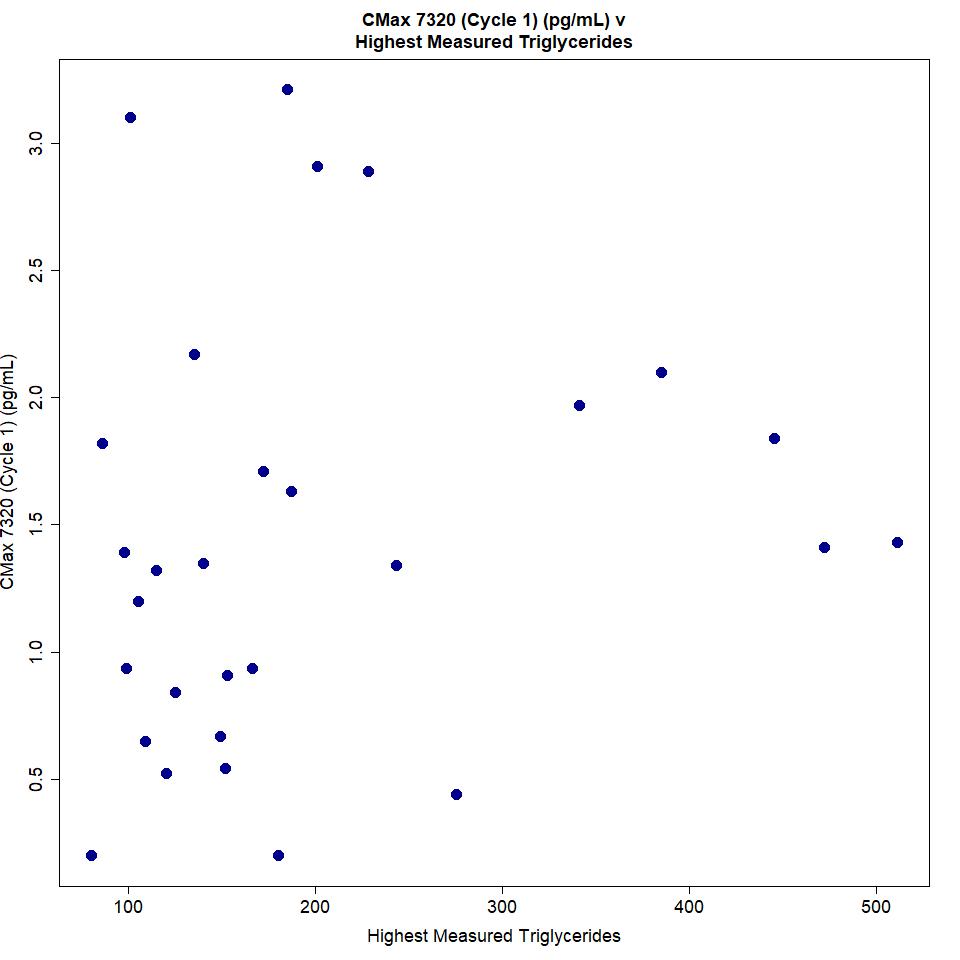 CMax 7320 (Cycle 1) (pg/mL) v
Highest Measured Triglycerides
CMax 7320 (Cycle 1) (pg/mL)
3.0
2.5
2.0
1.5
1.0
0.5
100 200 300 400 500
Highest Measured Triglycerides